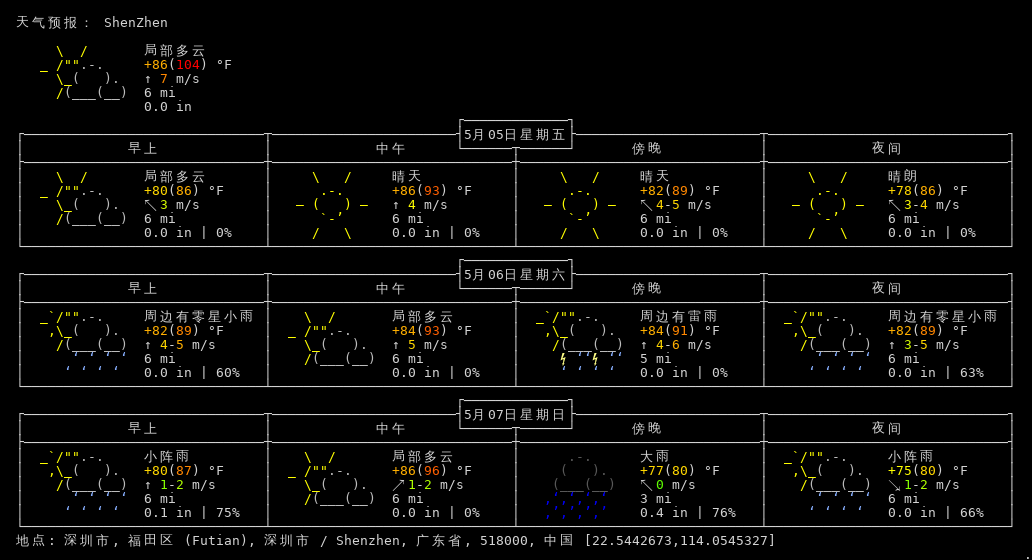 天气预报： ShenZhen
局部多云
+86(104) °F
↑ 7 m/s
6 mi
0.0 in
5月05日星期五
早上 中午 傍晚 夜间
局部多云 晴天 晴天 晴朗
+80(86) °F +86(93) °F +82(89) °F +78(86) °F
↖ 3 m/s ↑ 4 m/s ↖ 4-5 m/s ↖ 3-4 m/s
6 mi 6 mi 6 mi 6 mi
0.0 in | 0% 0.0 in | 0% 0.0 in | 0% 0.0 in | 0%
5月06日星期六
早上 中午 傍晚 夜间
周边有零星小雨 局部多云 周边有雷雨 周边有零星小雨
+82(89) °F +84(93) °F +84(91) °F +82(89) °F
↑ 4-5 m/s ↑ 5 m/s ↑ 4-6 m/s ↑ 3-5 m/s
6 mi 6 mi 5 mi 6 mi
0.0 in | 60% 0.0 in | 0% 0.0 in | 0% 0.0 in | 63%
5月07日星期日
早上 中午 傍晚 夜间
小阵雨 局部多云 大雨 小阵雨
+80(87) °F +86(96) °F +77(80) °F +75(80) °F
↑ 1-2 m/s ↗ 1-2 m/s ↖ 0 m/s ↘ 1-2 m/s
6 mi 6 mi 3 mi 6 mi
0.1 in | 75% 0.0 in | 0% 0.4 in | 76% 0.0 in | 66%
地点: 深圳市, 福田区 (Futian), 深圳市 / Shenzhen, 广东省, 518000, 中国 [22.5442673,114.0545327]